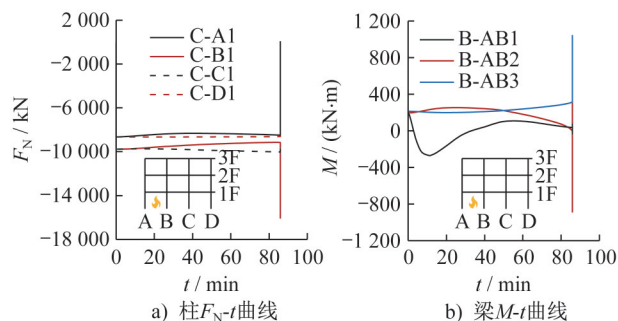 6 000
2 000
−2 000
−6 000
−10 000
−14 000
−18 000
F_N / kN
C-A1
C-B1
C-C1
C-D1
3F
2F
1F
A B C D
0 20 40 60 80 100
t / min
a) 柱F_N-t曲线
1 200
800
400
0
−400
−800
−1 200
M / (kN·m)
B-AB1
B-AB2
B-AB3
3F
2F
1F
A B C D
0 20 40 60 80 100
t / min
b) 梁M-t曲线